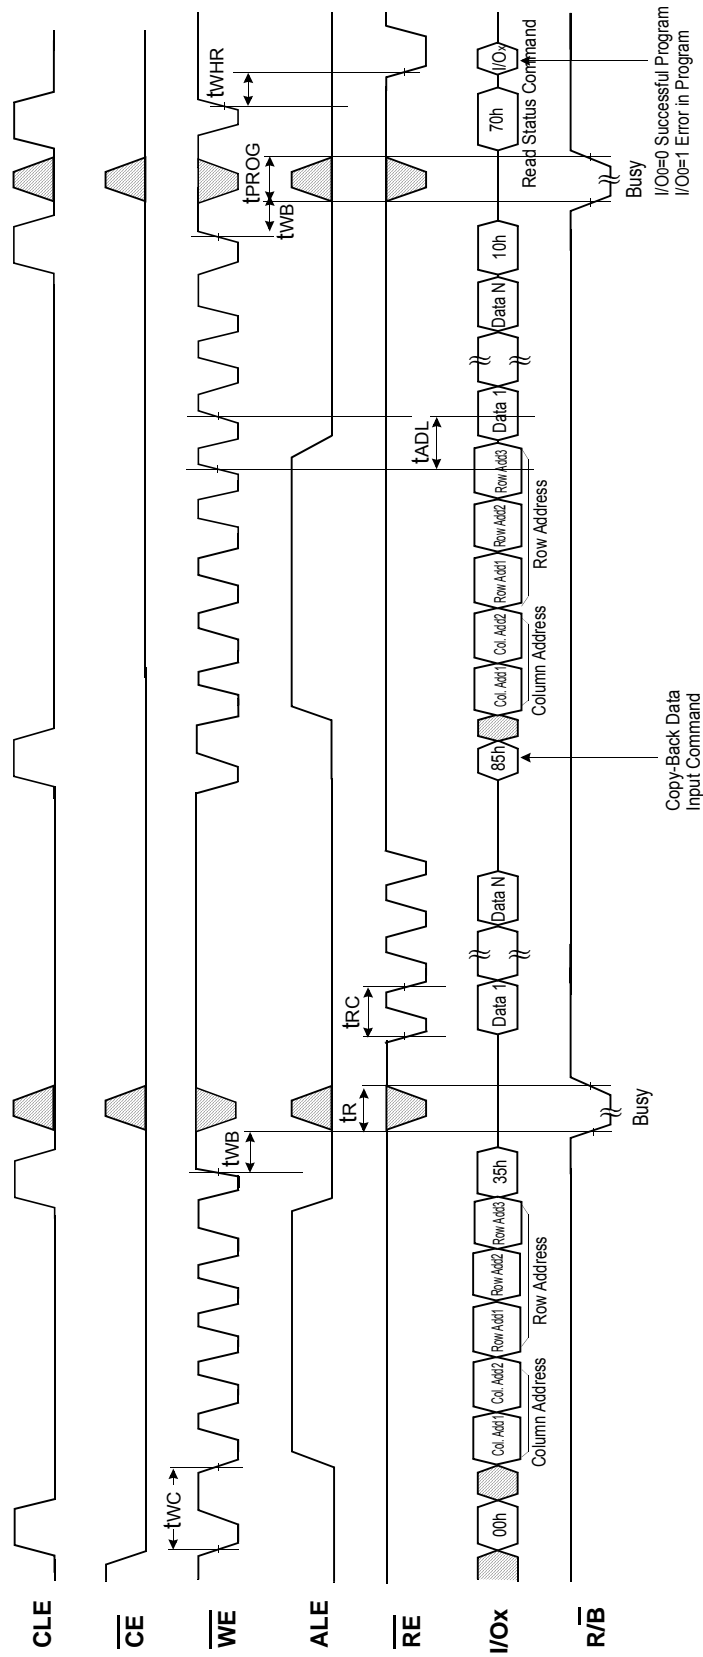 CLE
CE
tWC
WE
tWB
tWB
tPROG
tWHR
ALE
tR
tRC
tADL
RE
I/Ox
00h
Col. Add1
Col. Add2
Row Add1
Row Add2
Row Add3
35h
Data 1
Data N
85h
Col. Add1
Col. Add2
Row Add1
Row Add2
Row Add3
Data 1
Data N
10h
70h
I/Ox
Column Address
Row Address
Column Address
Row Address
Read Status Command
R/B
Busy
Busy
Copy-Back Data
Input Command
I/O0=0 Successful Program
I/O0=1 Error in Program